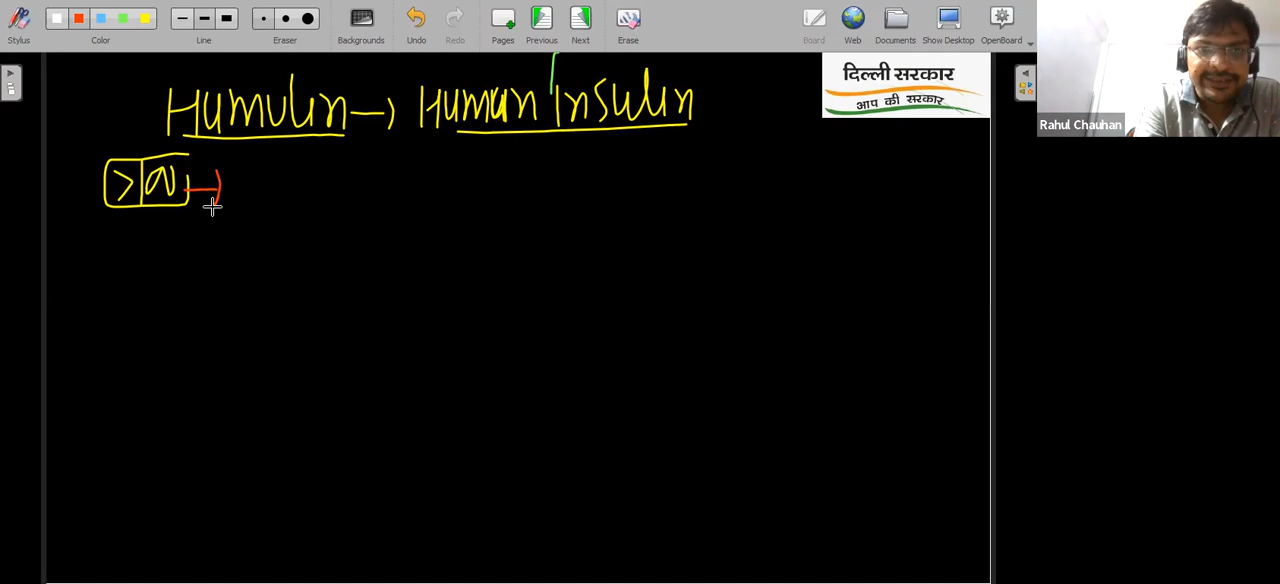 Stylus
Color
Line
Eraser
Backgrounds
Undo
Redo
Pages
Previous
Next
Erase
Board
Web
Documents
Show Desktop
OpenBoard
Humulin → Human Insulin
दिल्ली सरकार
आप की सरकार
Rahul Chauhan